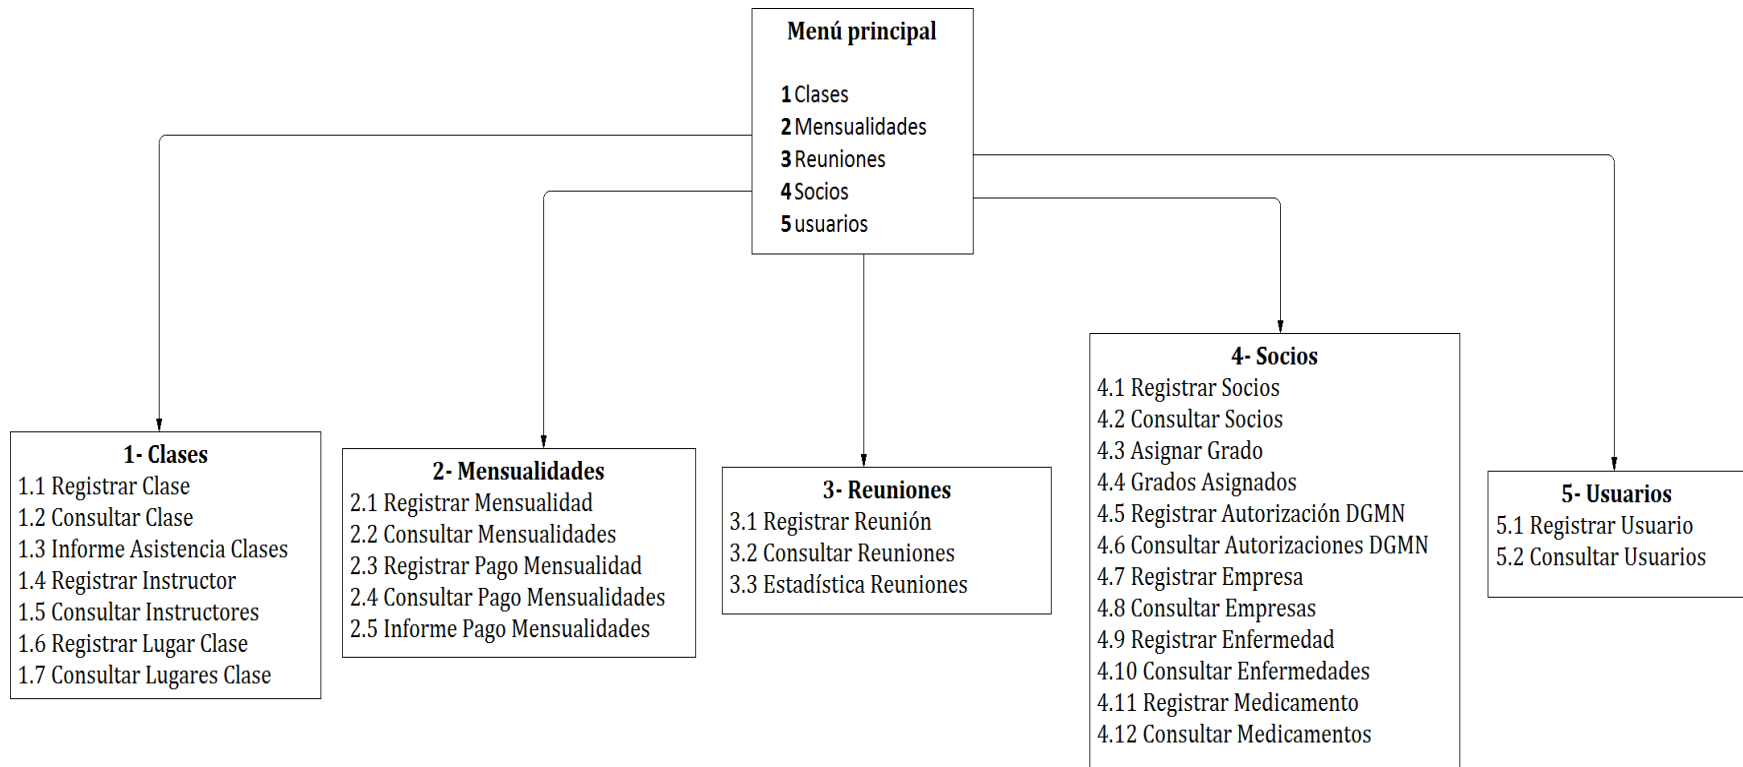 Menú principal
1 Clases
2 Mensualidades
3 Reuniones
4 Socios
5 usuarios
1- Clases
1.1 Registrar Clase
1.2 Consultar Clase
1.3 Informe Asistencia Clases
1.4 Registrar Instructor
1.5 Consultar Instructores
1.6 Registrar Lugar Clase
1.7 Consultar Lugares Clase
2- Mensualidades
2.1 Registrar Mensualidad
2.2 Consultar Mensualidades
2.3 Registrar Pago Mensualidad
2.4 Consultar Pago Mensualidades
2.5 Informe Pago Mensualidades
3- Reuniones
3.1 Registrar Reunión
3.2 Consultar Reuniones
3.3 Estadística Reuniones
4- Socios
4.1 Registrar Socios
4.2 Consultar Socios
4.3 Asignar Grado
4.4 Grados Asignados
4.5 Registrar Autorización DGMN
4.6 Consultar Autorizaciones DGMN
4.7 Registrar Empresa
4.8 Consultar Empresas
4.9 Registrar Enfermedad
4.10 Consultar Enfermedades
4.11 Registrar Medicamento
4.12 Consultar Medicamentos
5- Usuarios
5.1 Registrar Usuario
5.2 Consultar Usuarios